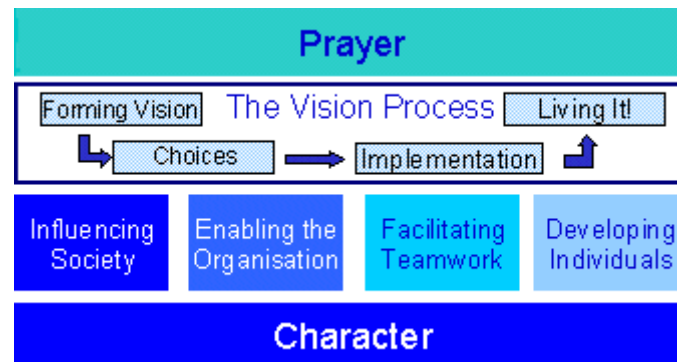 Prayer
Forming Vision
The Vision Process
Living It!
Choices
Implementation
Influencing
Society
Enabling the
Organisation
Facilitating
Teamwork
Developing
Individuals
Character